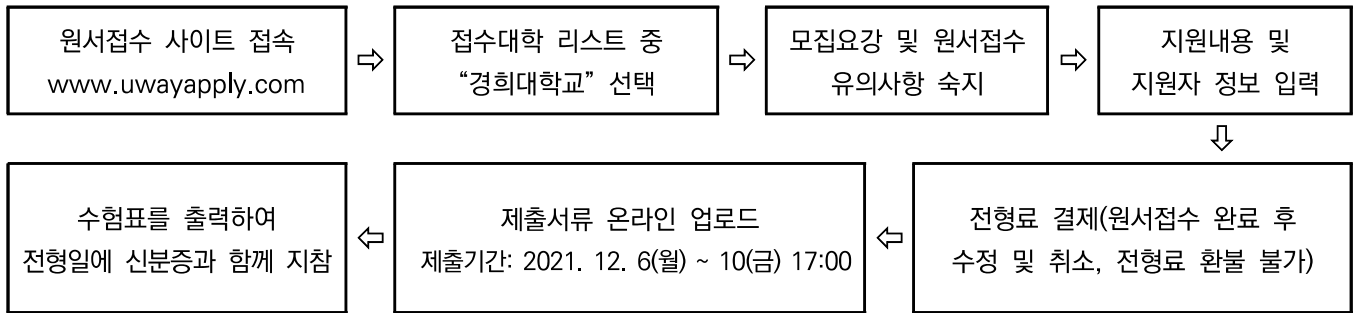 원서접수 사이트 접속
www.uwayapply.com
⇨
접수대학 리스트 중
“경희대학교” 선택
⇨
모집요강 및 원서접수
유의사항 숙지
⇨
지원내용 및
지원자 정보 입력
⇩
전형료 결제(원서접수 완료 후
수정 및 취소, 전형료 환불 불가)
⇦
제출서류 온라인 업로드
제출기간: 2021. 12. 6(월) ~ 10(금) 17:00
⇦
수험표를 출력하여
전형일에 신분증과 함께 지참